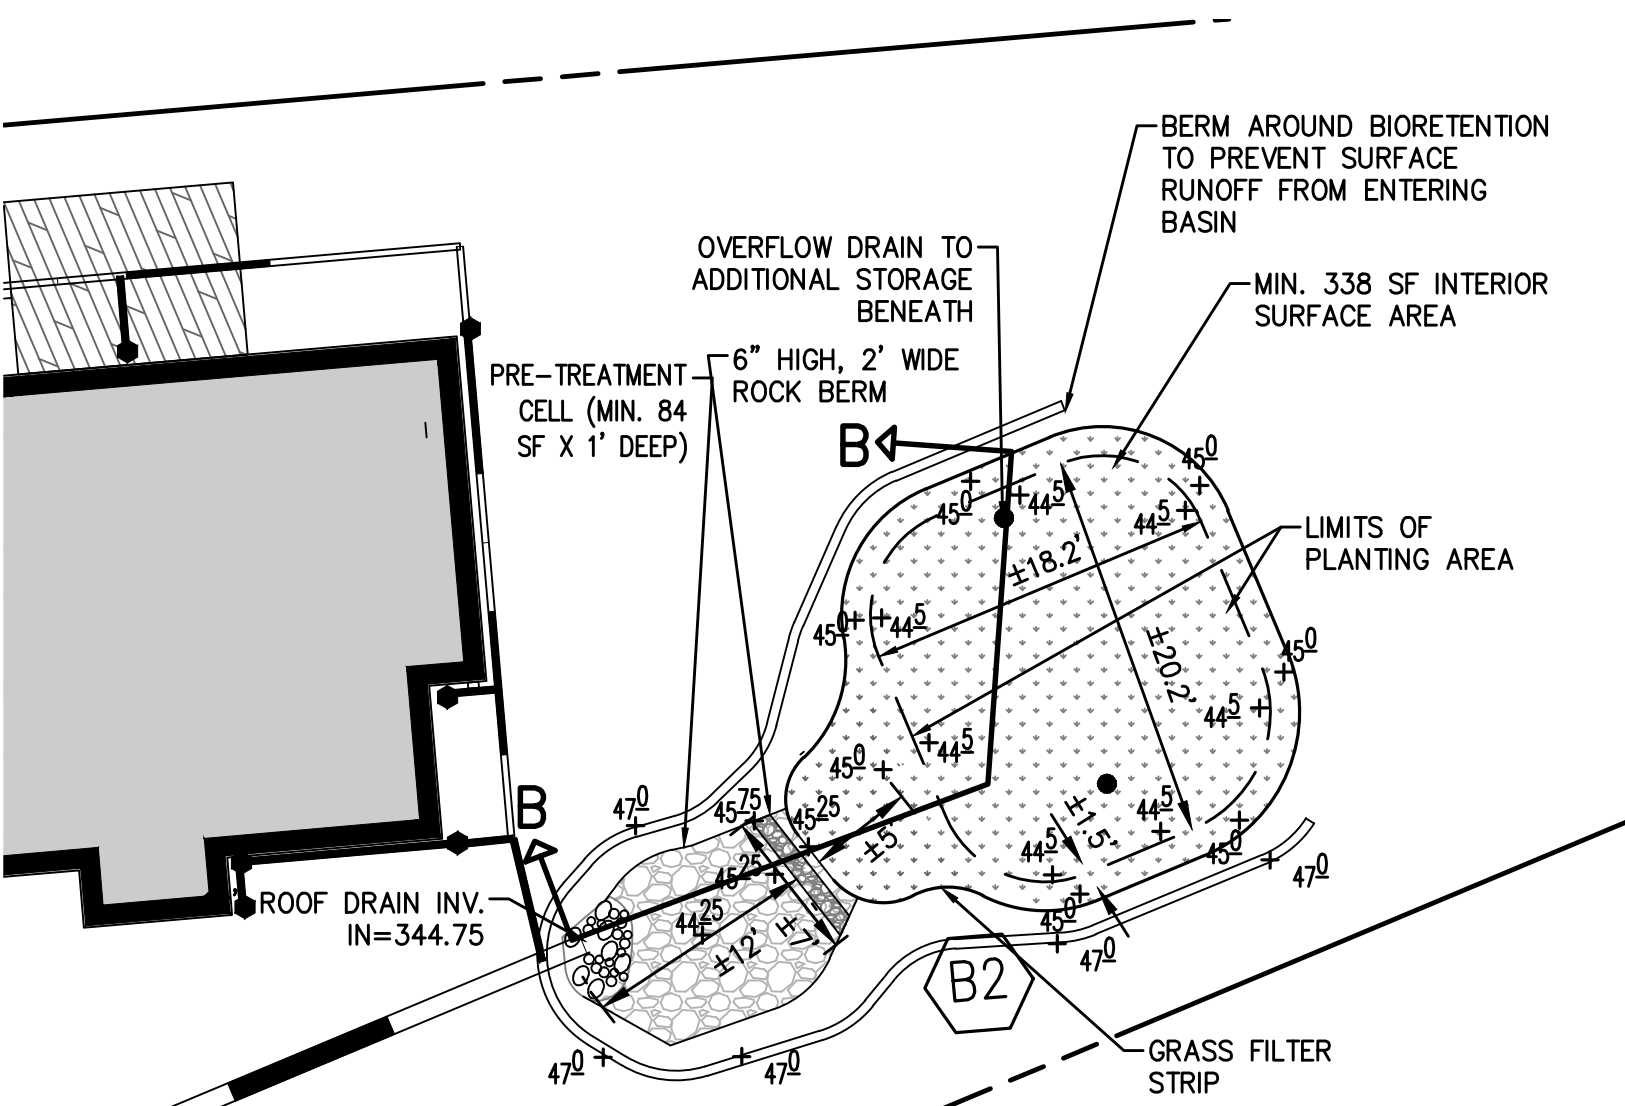 BERM AROUND BIORETENTION
TO PREVENT SURFACE
RUNOFF FROM ENTERING
BASIN
OVERFLOW DRAIN TO
ADDITIONAL STORAGE
BENEATH
MIN. 338 SF INTERIOR
SURFACE AREA
6" HIGH, 2' WIDE
ROCK BERM
PRE-TREATMENT
CELL (MIN. 84
SF X 1' DEEP)
B
45 0
45 0
44 5
44 5
LIMITS OF
PLANTING AREA
±18.2'
45 0
44 5
±20.2'
45 0
44 5
44 5
45 0
B
47 0
45 75
45 25
±5'
±1.5'
44 5
44 5
45 0
45 25
47 0
ROOF DRAIN INV.
IN=344.75
44 25
±12'
±7'
45 0
47 0
B2
47 0
47 0
GRASS FILTER
STRIP